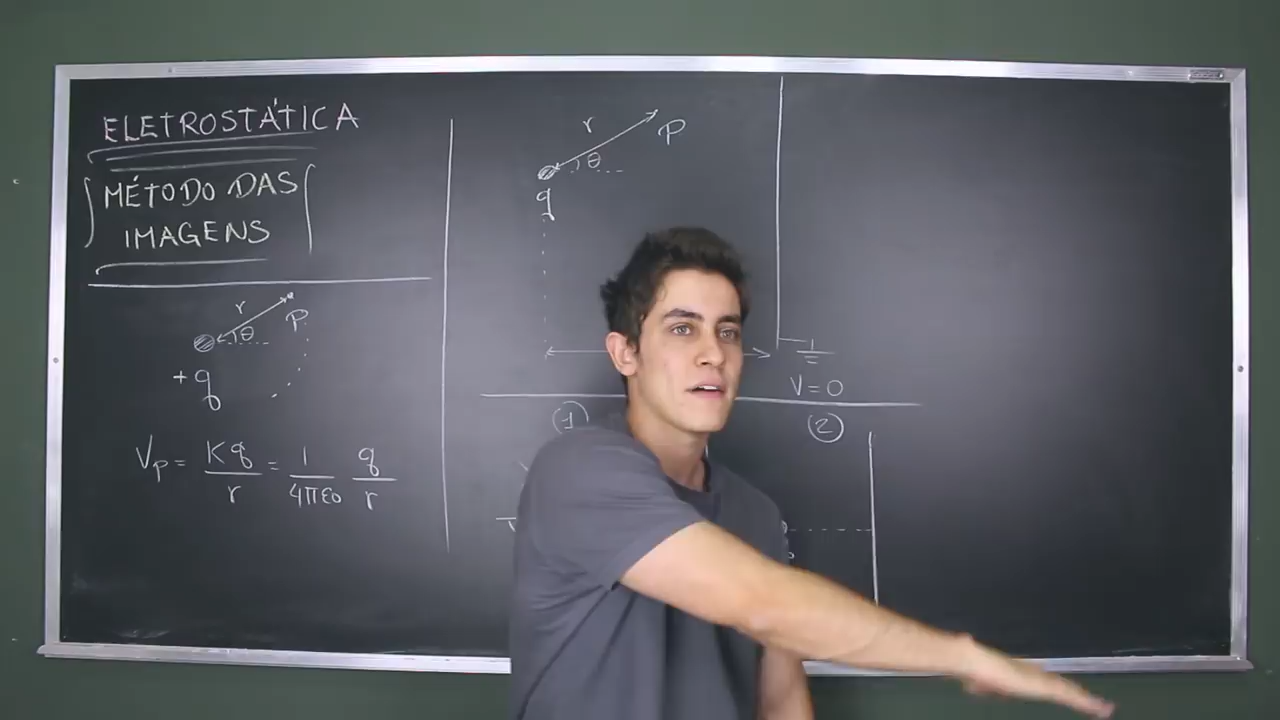 ELETROSTÁTICA
MÉTODO DAS
IMAGENS
r
θ
P
+q
Vp = Kq/r = 1/4πε0 q/r
r
θ
P
q
V=0
(1)
(2)